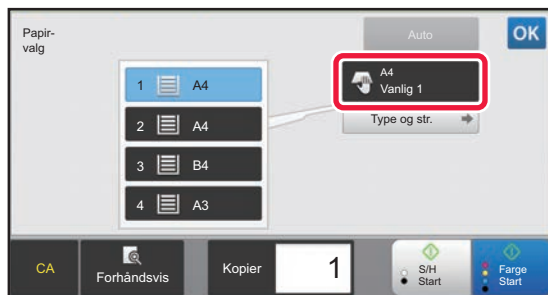 Papir-
valg
Auto
OK
1 A4
2 A4
3 B4
4 A3
A4
Vanlig 1
Type og str.
CA
Forhåndsvis
Kopier
1
S/H
Start
Farge
Start